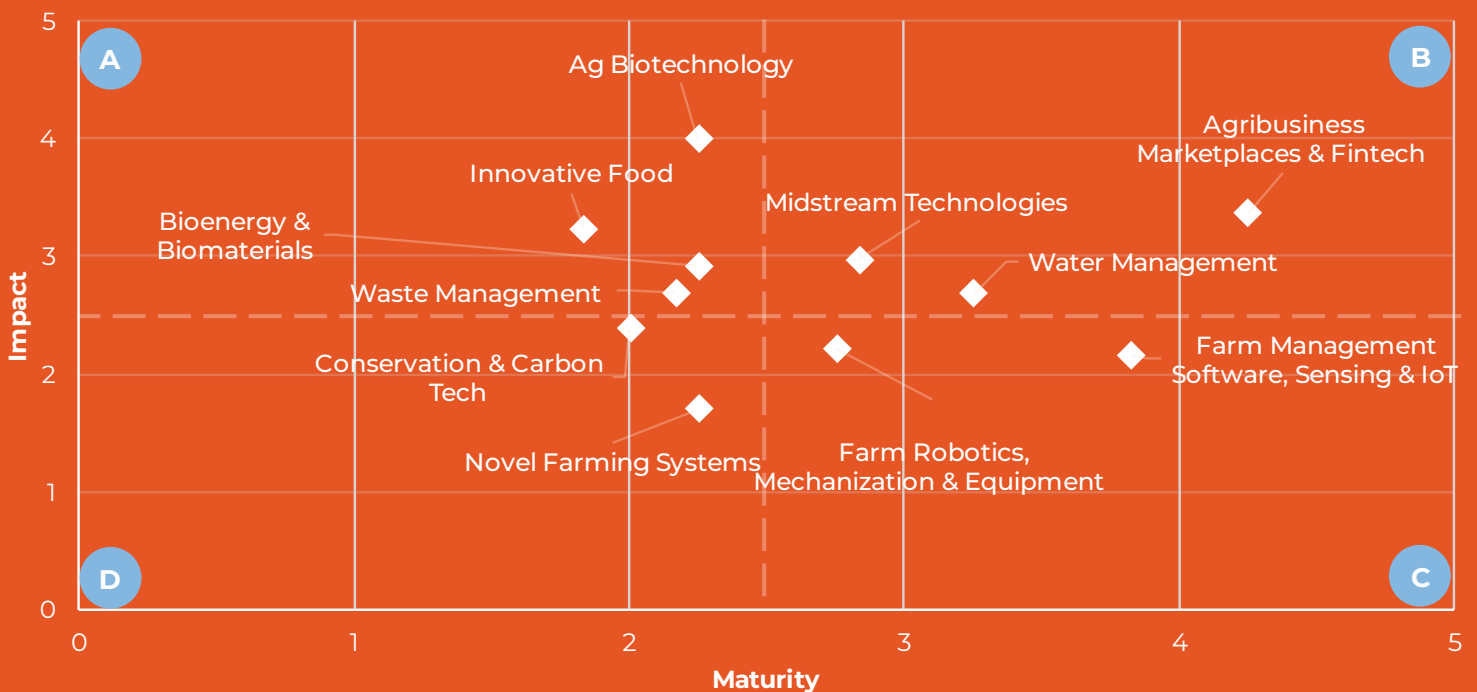 5
A
B
Ag Biotechnology
Agribusiness
Marketplaces & Fintech
4
Innovative Food
Midstream Technologies
Bioenergy &
Biomaterials
3
Water Management
Waste Management
Impact
Farm Management
Software, Sensing & IoT
Conservation & Carbon
Tech
2
Novel Farming Systems
Farm Robotics,
Mechanization & Equipment
1
D
C
0
0
1
2
3
4
5
Maturity